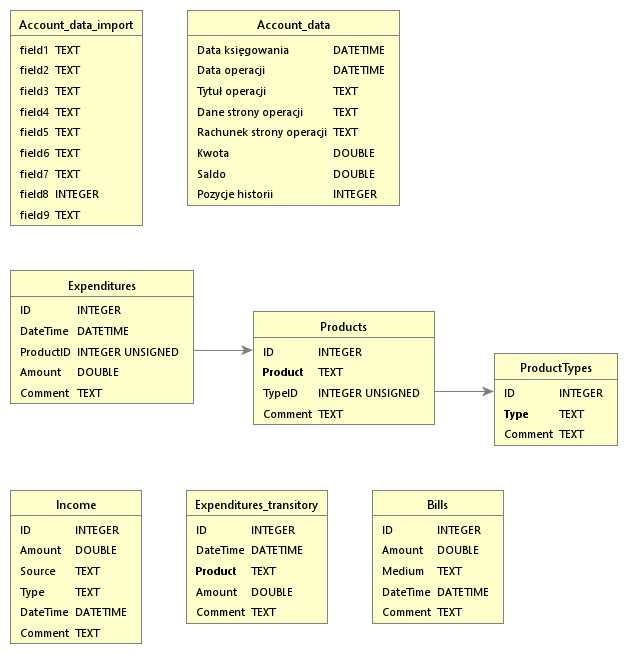 Account_data_import
field1 TEXT
field2 TEXT
field3 TEXT
field4 TEXT
field5 TEXT
field6 TEXT
field7 TEXT
field8 INTEGER
field9 TEXT
Account_data
Data księgowania DATETIME
Data operacji DATETIME
Tytuł operacji TEXT
Dane strony operacji TEXT
Rachunek strony operacji TEXT
Kwota DOUBLE
Saldo DOUBLE
Pozycje historii INTEGER
Expenditures
ID INTEGER
DateTime DATETIME
ProductID INTEGER UNSIGNED
Amount DOUBLE
Comment TEXT
Products
ID INTEGER
Product TEXT
TypeID INTEGER UNSIGNED
Comment TEXT
ProductTypes
ID INTEGER
Type TEXT
Comment TEXT
Income
ID INTEGER
Amount DOUBLE
Source TEXT
Type TEXT
DateTime DATETIME
Comment TEXT
Expenditures_transitory
ID INTEGER
DateTime DATETIME
Product TEXT
Amount DOUBLE
Comment TEXT
Bills
ID INTEGER
Amount DOUBLE
Medium TEXT
DateTime DATETIME
Comment TEXT